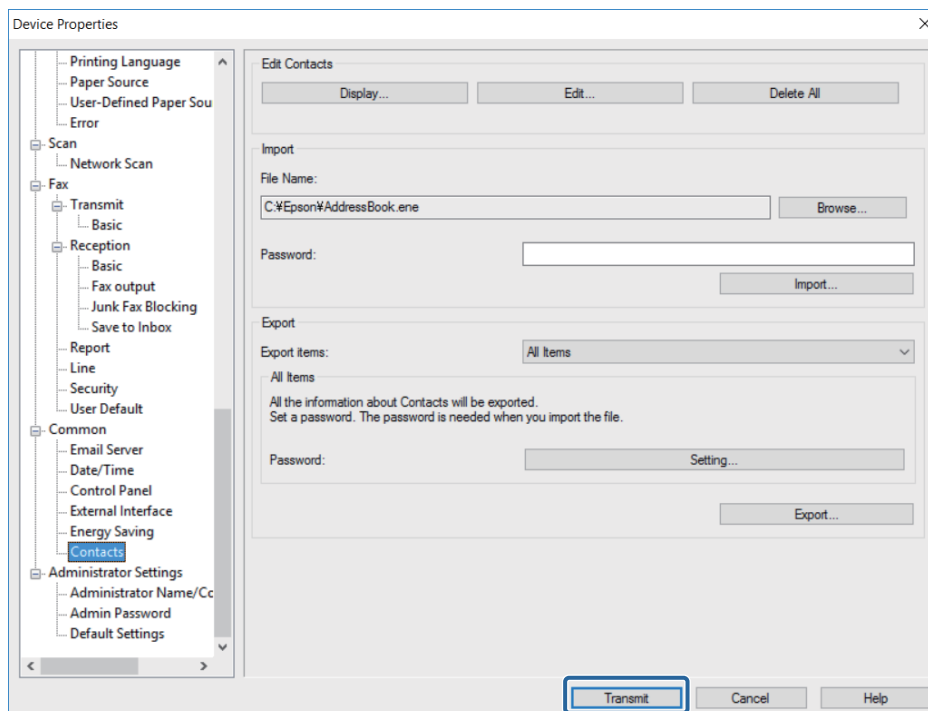 Device Properties
Printing Language
Paper Source
User-Defined Paper Sou
Error
Scan
Network Scan
Fax
Transmit
Basic
Reception
Basic
Fax output
Junk Fax Blocking
Save to Inbox
Report
Line
Security
User Default
Common
Email Server
Date/Time
Control Panel
External Interface
Energy Saving
Contacts
Administrator Settings
Administrator Name/Co
Admin Password
Default Settings
Edit Contacts
Display... Edit... Delete All
Import
File Name:
C:¥Epson¥AddressBook.ene Browse...
Password:
Import...
Export
Export items: All Items
All Items
All the information about Contacts will be exported.
Set a password. The password is needed when you import the file.
Password: Setting...
Export...
Transmit Cancel Help